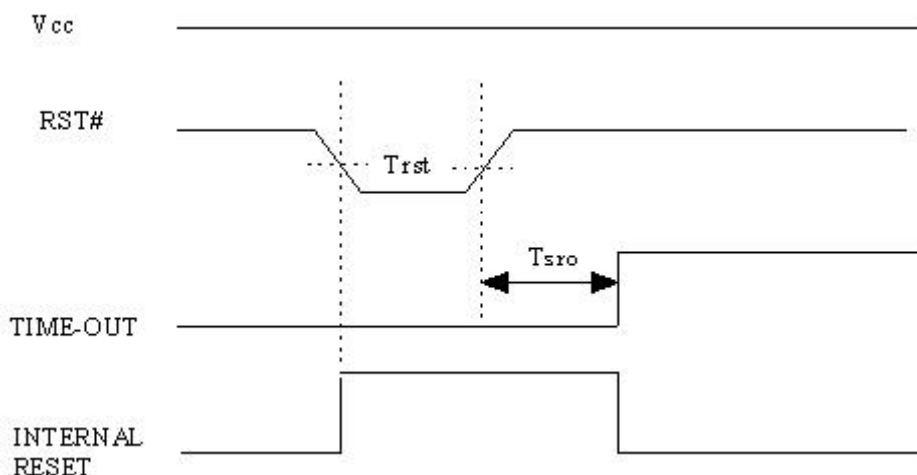 Vcc
RST#
Trst
Tsro
TIME-OUT
INTERNAL
RESET